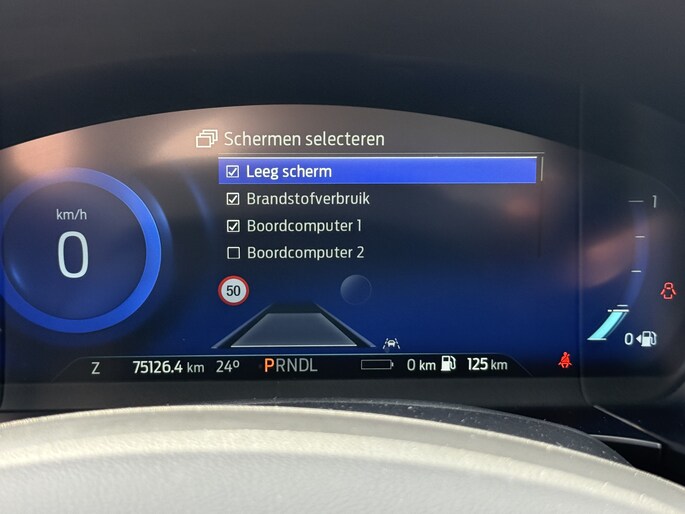 Schermen selecteren
Leeg scherm
Brandstofverbruik
Boordcomputer 1
Boordcomputer 2
km/h
0
50
1
0
Z 75126.4 km 24º PRNDL 0 km 125 km